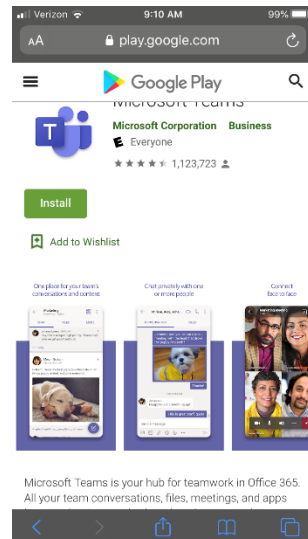 Verizon 9:10 AM 99%
AA play.google.com
Google Play
Microsoft Teams
Microsoft Corporation Business
E Everyone
1,123,723
Install
Add to Wishlist
One place for your team's
conversations and content
Chat privately with one
or more people
Connect
face to face
Microsoft Teams is your hub for teamwork in Office 365.
All your team conversations, files, meetings, and apps